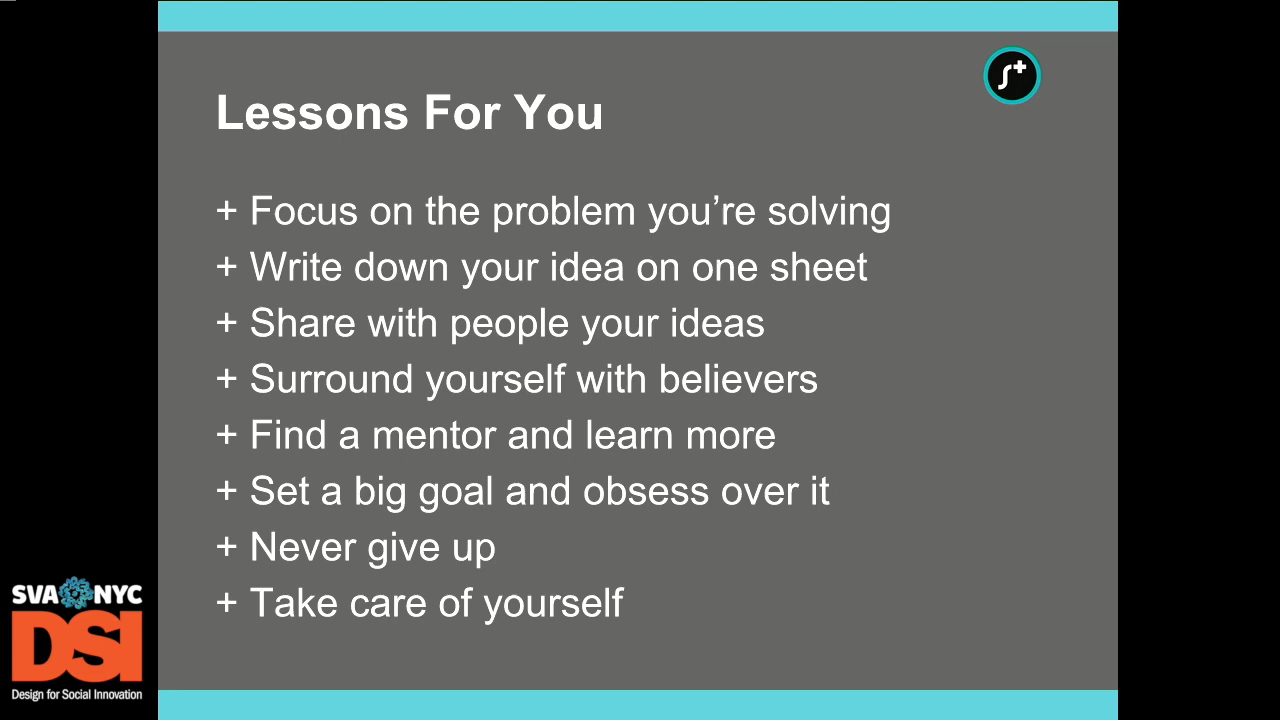 Lessons For You
+ Focus on the problem you’re solving
+ Write down your idea on one sheet
+ Share with people your ideas
+ Surround yourself with believers
+ Find a mentor and learn more
+ Set a big goal and obsess over it
+ Never give up
+ Take care of yourself
SVA NYC
DSI
Design for Social Innovation